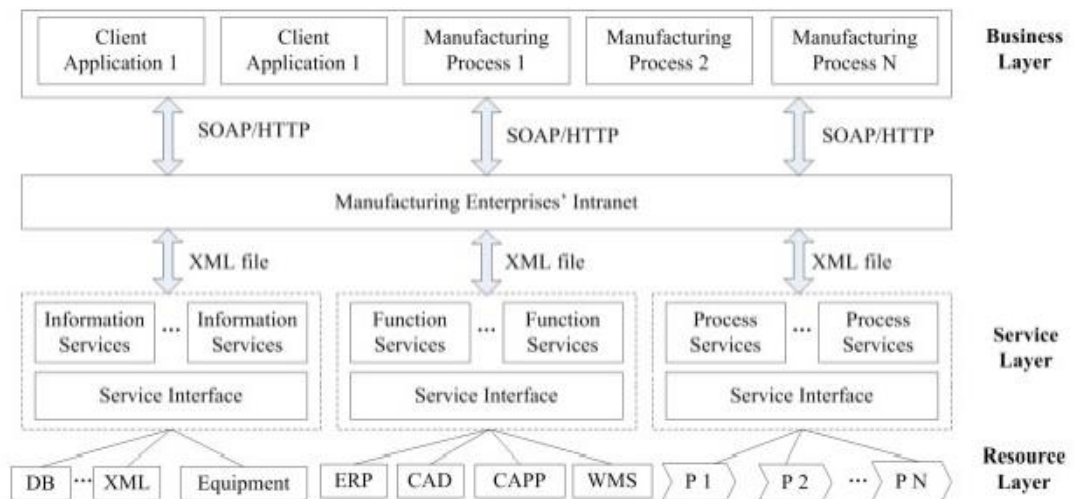 Client Application 1
Client Application 1
Manufacturing Process 1
Manufacturing Process 2
Manufacturing Process N
Business Layer
SOAP/HTTP
SOAP/HTTP
SOAP/HTTP
Manufacturing Enterprises' Intranet
XML file
XML file
XML file
Information Services
...
Information Services
Function Services
...
Function Services
Process Services
...
Process Services
Service Layer
Service Interface
Service Interface
Service Interface
DB
...
XML
Equipment
ERP
CAD
CAPP
WMS
P 1
P 2
...
P N
Resource Layer